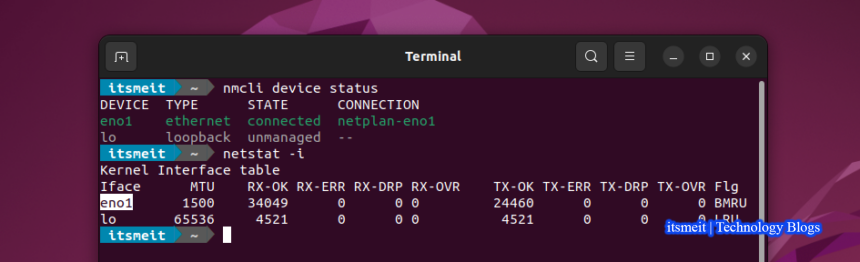 Terminal
itsmeit ~ nmcli device status
DEVICE TYPE STATE CONNECTION
eno1 ethernet connected netplan-eno1
lo loopback unmanaged --
itsmeit ~ netstat -i
Kernel Interface table
Iface MTU RX-OK RX-ERR RX-DRP RX-OVR TX-OK TX-ERR TX-DRP TX-OVR Flg
eno1 1500 34049 0 0 0 24460 0 0 0 BMRU
lo 65536 4521 0 0 0 4521 0 0 0 LRU
itsmeit | Technology Blogs
itsmeit ~